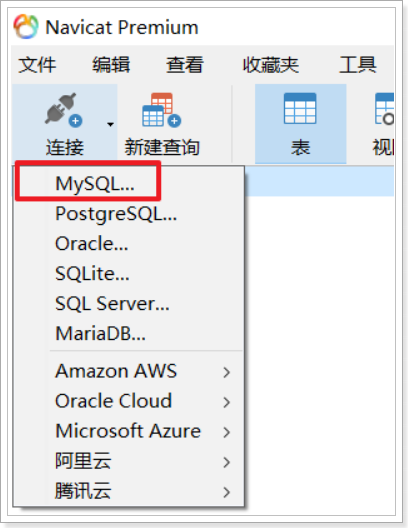 Navicat Premium
文件 编辑 查看 收藏夹 工具
连接 新建查询 表
MySQL...
PostgreSQL...
Oracle...
SQLite...
SQL Server...
MariaDB...
Amazon AWS
Oracle Cloud
Microsoft Azure
阿里云
腾讯云